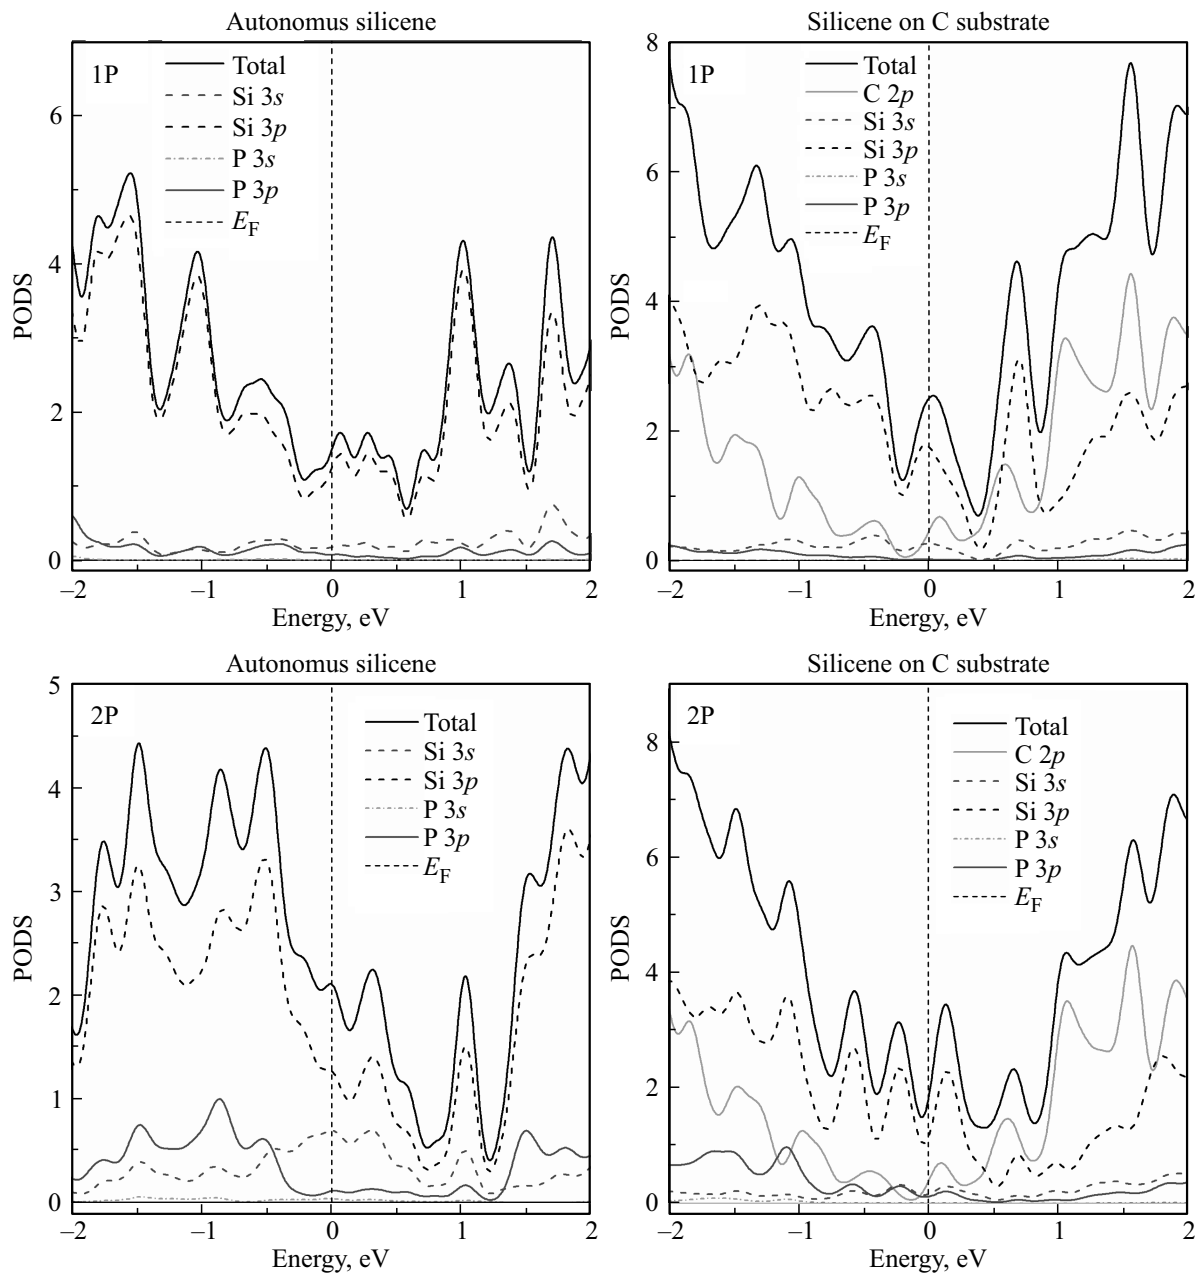 Autonomus silicene
1P
Total
Si 3s
Si 3p
P 3s
P 3p
E_F
PODS
6
4
2
0
−2 −1 0 1 2
Energy, eV
Silicene on C substrate
1P
Total
C 2p
Si 3s
Si 3p
P 3s
P 3p
E_F
PODS
8
6
4
2
0
−2 −1 0 1 2
Energy, eV
Autonomus silicene
2P
Total
Si 3s
Si 3p
P 3s
P 3p
E_F
PODS
5
4
3
2
1
0
−2 −1 0 1 2
Energy, eV
Silicene on C substrate
2P
Total
C 2p
Si 3s
Si 3p
P 3s
P 3p
E_F
PODS
8
6
4
2
0
−2 −1 0 1 2
Energy, eV